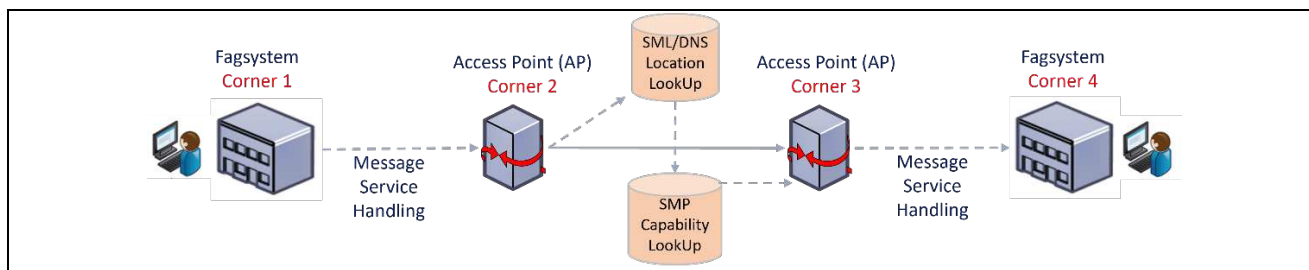 Fagsystem
Corner 1
Message
Service
Handling
Access Point (AP)
Corner 2
SML/DNS
Location
LookUp
SMP
Capability
LookUp
Access Point (AP)
Corner 3
Message
Service
Handling
Fagsystem
Corner 4